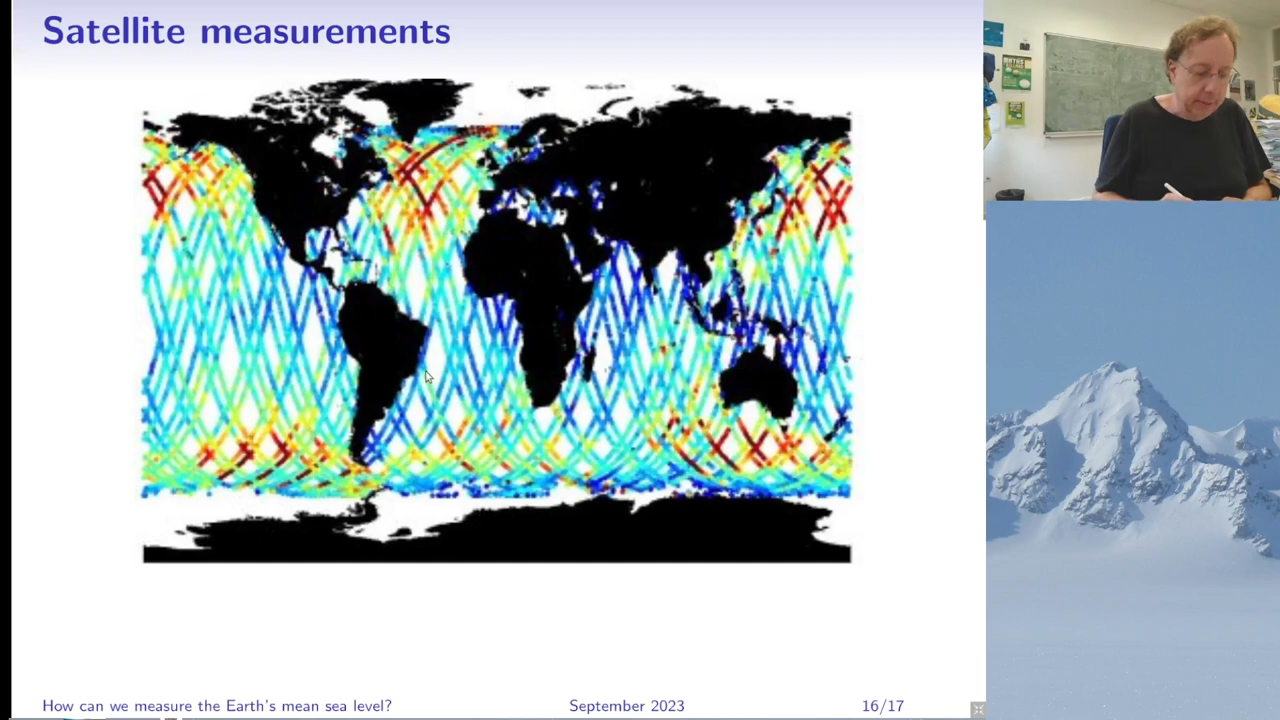 Satellite measurements
How can we measure the Earth's mean sea level?
September 2023
16/17